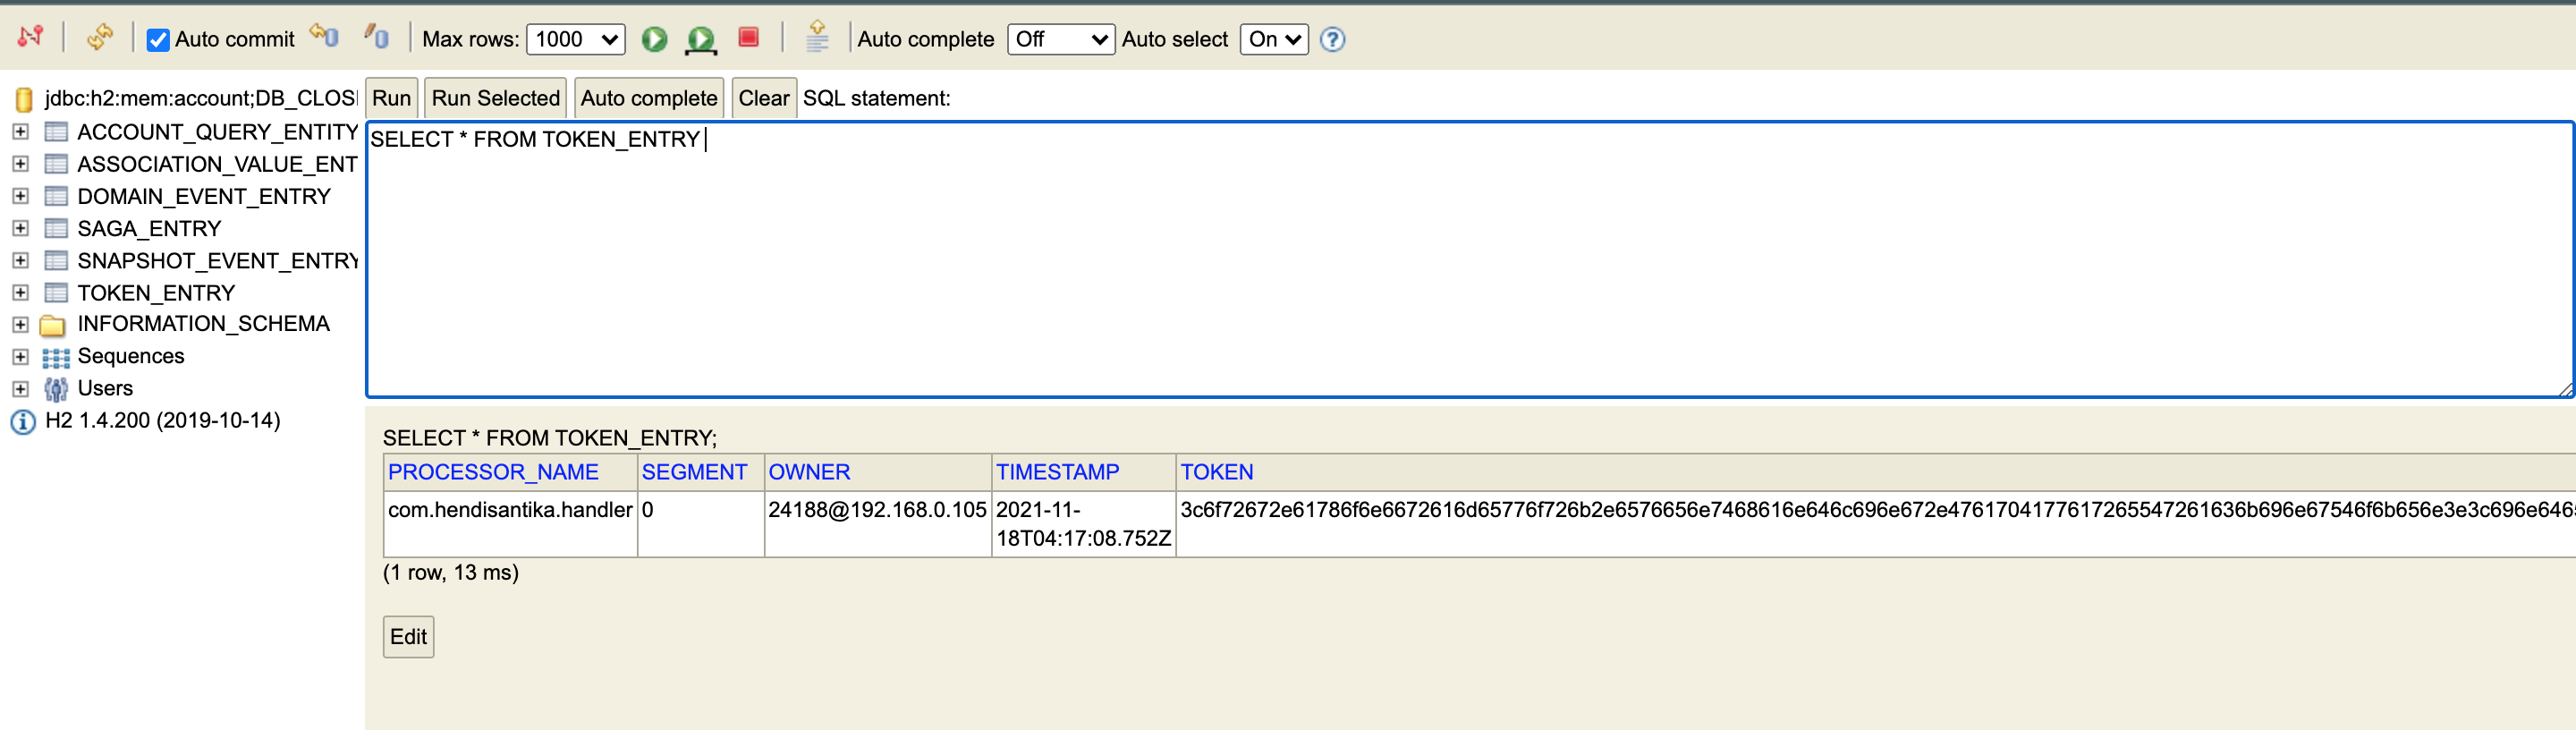 Auto commit Max rows: 1000 Auto complete Off Auto select On ?
jdbc:h2:mem:account;DB_CLOS
ACCOUNT_QUERY_ENTITY
ASSOCIATION_VALUE_ENT
DOMAIN_EVENT_ENTRY
SAGA_ENTRY
SNAPSHOT_EVENT_ENTRY
TOKEN_ENTRY
INFORMATION_SCHEMA
Sequences
Users
H2 1.4.200 (2019-10-14)
Run Run Selected Auto complete Clear SQL statement:
SELECT * FROM TOKEN_ENTRY
SELECT * FROM TOKEN_ENTRY;
PROCESSOR_NAME SEGMENT OWNER TIMESTAMP TOKEN
com.hendisantika.handler 0 24188@192.168.0.105 2021-11-18T04:17:08.752Z 3c6f72672e61786f6e6672616d65776f726b2e6576656e7468616e646c696e672e4761704177617265547261636b696e67546f6b656e3e3c696e646
(1 row, 13 ms)
Edit